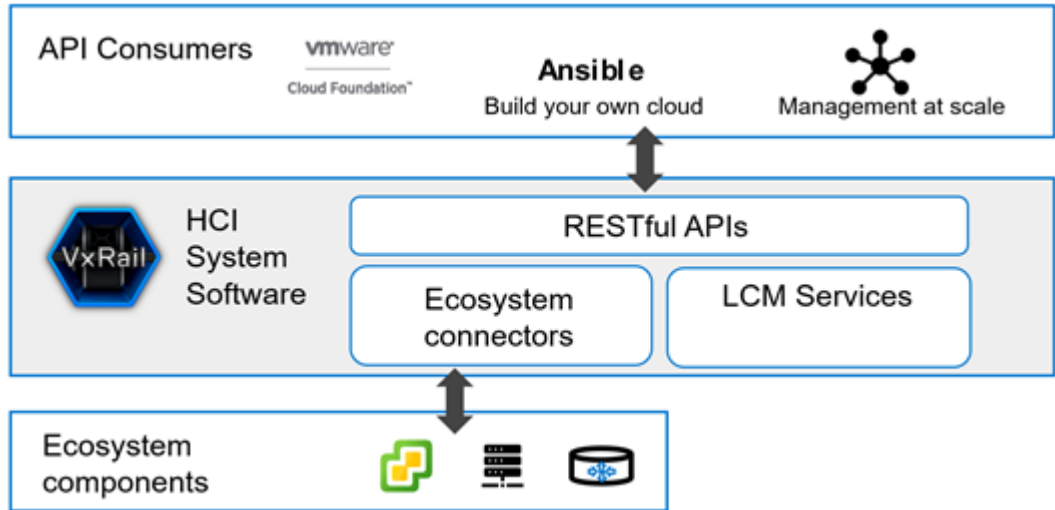 API Consumers
vmware®
Cloud Foundation™
Ansible
Build your own cloud
Management at scale
VxRail
HCI
System
Software
RESTful APIs
Ecosystem
connectors
LCM Services
Ecosystem
components